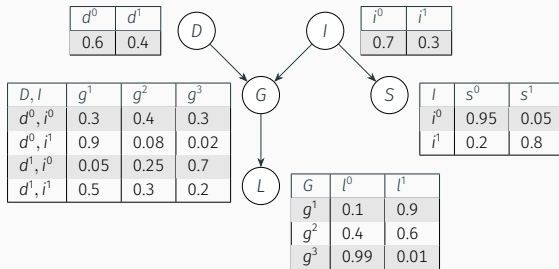 d⁰ d¹
0.6 0.4
D
I
i⁰ i¹
0.7 0.3
D, I g¹ g² g³
d⁰, i⁰ 0.3 0.4 0.3
d⁰, i¹ 0.9 0.08 0.02
d¹, i⁰ 0.05 0.25 0.7
d¹, i¹ 0.5 0.3 0.2
G
S
I s⁰ s¹
i⁰ 0.95 0.05
i¹ 0.2 0.8
L
G l⁰ l¹
g¹ 0.1 0.9
g² 0.4 0.6
g³ 0.99 0.01